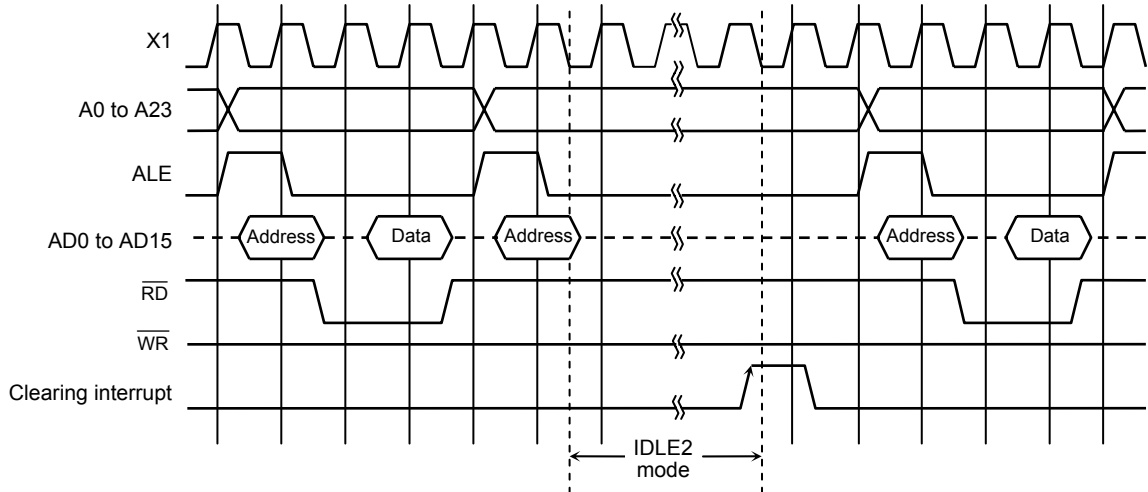 X1
A0 to A23
ALE
AD0 to AD15
Address
Data
Address
Address
Data
RD
WR
Clearing interrupt
IDLE2
mode